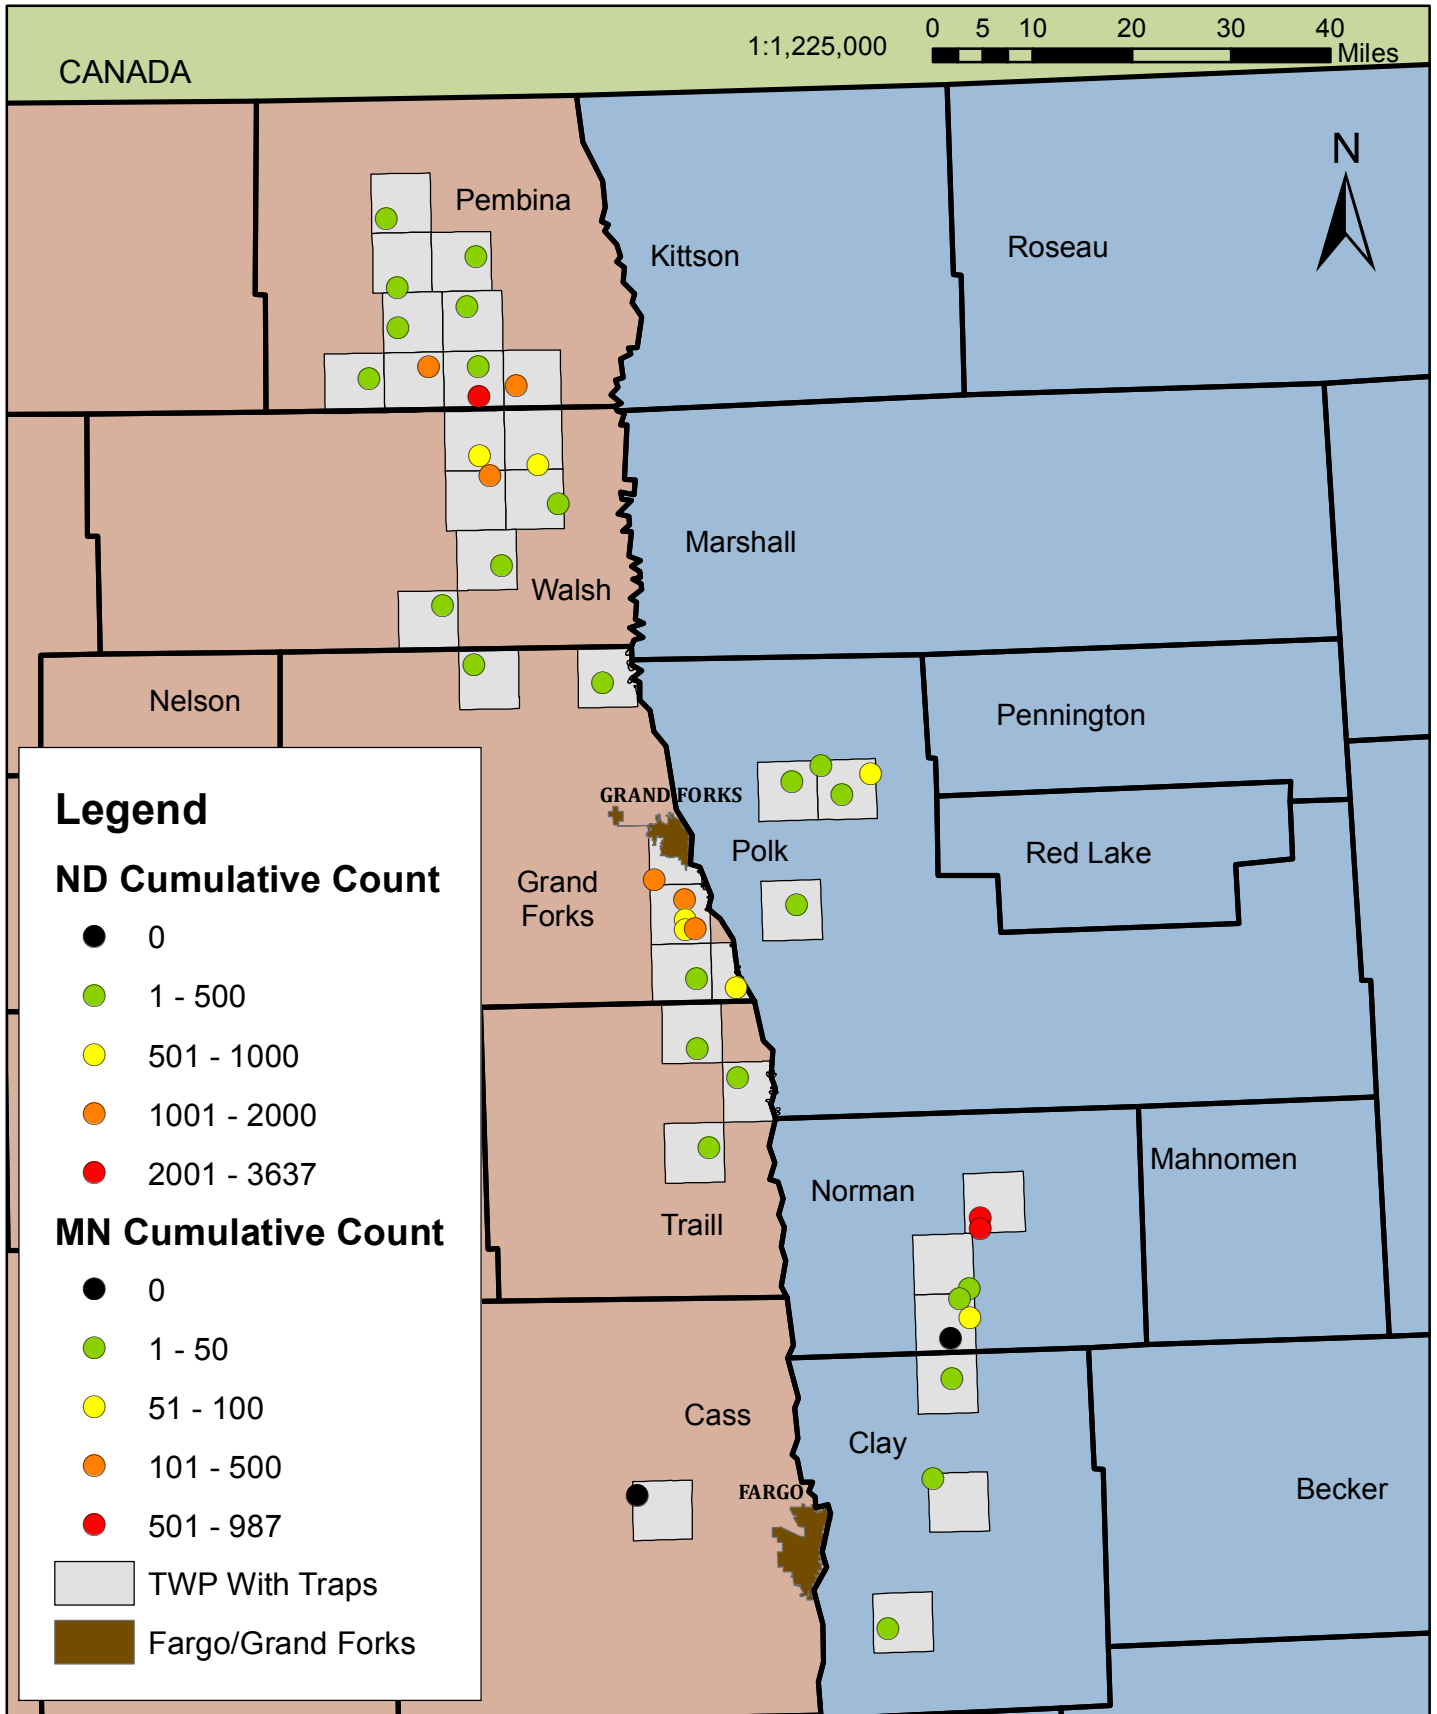 CANADA
1:1,225,000
0 5 10 20 30 40
Miles
N
Pembina
Kittson
Roseau
Marshall
Walsh
Nelson
Pennington
GRAND FORKS
Polk
Red Lake
Grand
Forks
Mahnomen
Norman
Traill
Cass
Clay
FARGO
Becker
Legend
ND Cumulative Count
0
1 - 500
501 - 1000
1001 - 2000
2001 - 3637
MN Cumulative Count
0
1 - 50
51 - 100
101 - 500
501 - 987
TWP With Traps
Fargo/Grand Forks